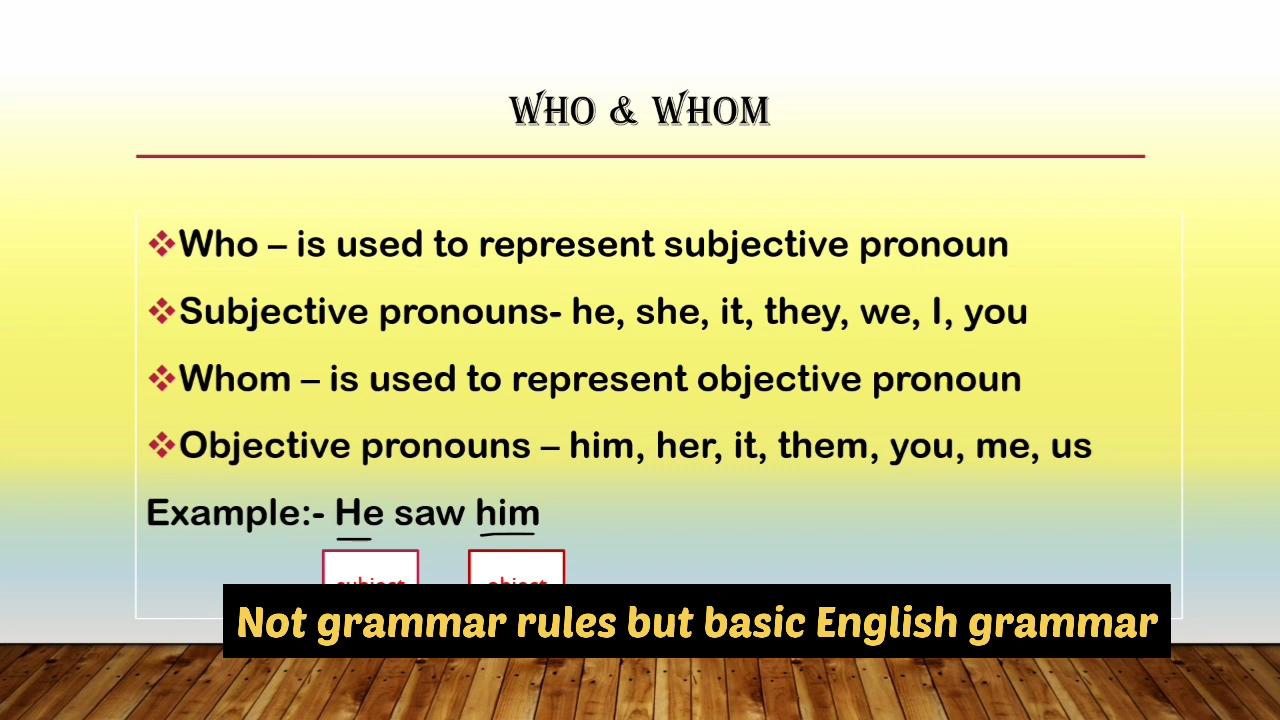 WHO & WHOM
Who – is used to represent subjective pronoun
Subjective pronouns- he, she, it, they, we, I, you
Whom – is used to represent objective pronoun
Objective pronouns – him, her, it, them, you, me, us
Example:- He saw him
subject object
Not grammar rules but basic English grammar